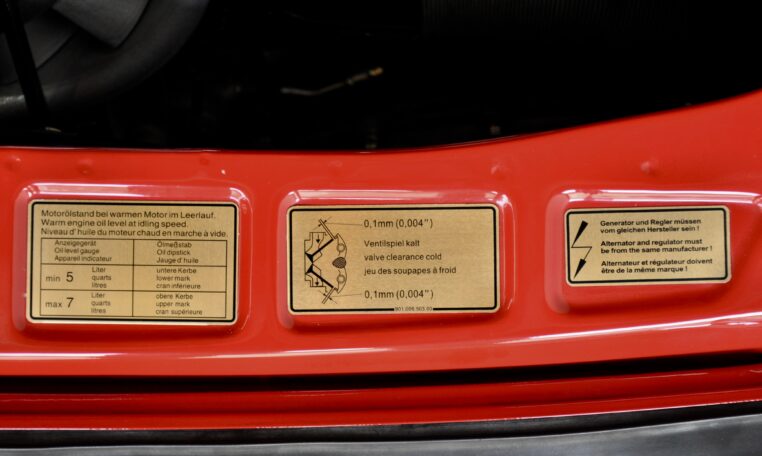 Motorölstand bei warmen Motor im Leerlauf.
Warm engine oil level at idling speed.
Niveau d'huile du moteur chaud en marche à vide.
Anzeigegerät
Oil level gauge
Appareil indicateur
Ölmeßstab
Oil dipstick
Jauge d'huile
min 5
Liter
quarts
litres
untere Kerbe
lower mark
cran inférieure
max 7
Liter
quarts
litres
obere Kerbe
upper mark
cran supérieure
0,1mm (0,004")
Ventilspiel kalt
valve clearance cold
jeu des soupapes à froid
0,1mm (0,004")
901.006.503.00
Generator und Regler müssen
vom gleichen Hersteller sein !
Alternator and regulator must
be from the same manufacturer !
Alternateur et régulateur doivent
être de la même marque !